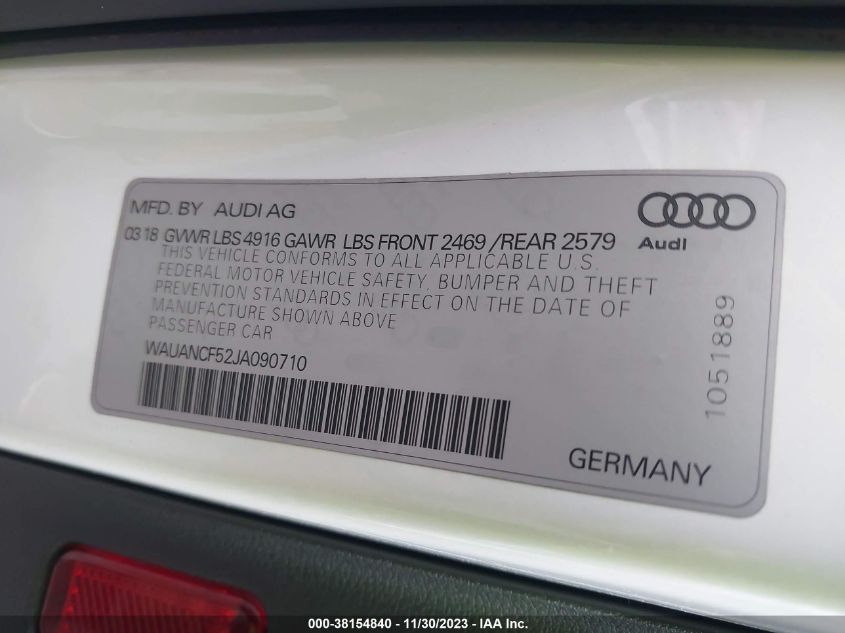 MFD. BY AUDI AG
Audi
03 18 GVWR LBS 4916 GAWR LBS FRONT 2469 /REAR 2579
THIS VEHICLE CONFORMS TO ALL APPLICABLE U.S.
FEDERAL MOTOR VEHICLE SAFETY, BUMPER AND THEFT
PREVENTION STANDARDS IN EFFECT ON THE DATE OF
MANUFACTURE SHOWN ABOVE
PASSENGER CAR
WAUANCF52JA090710
1051889
GERMANY
000-38154840 - 11/30/2023 - IAA Inc.